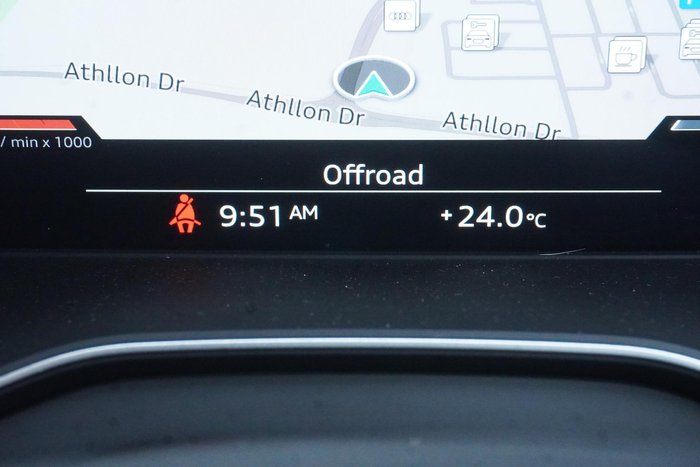 Athllon Dr
Athllon Dr
Athllon Dr
/ min x 1000
Offroad
9:51 AM
+24.0°C